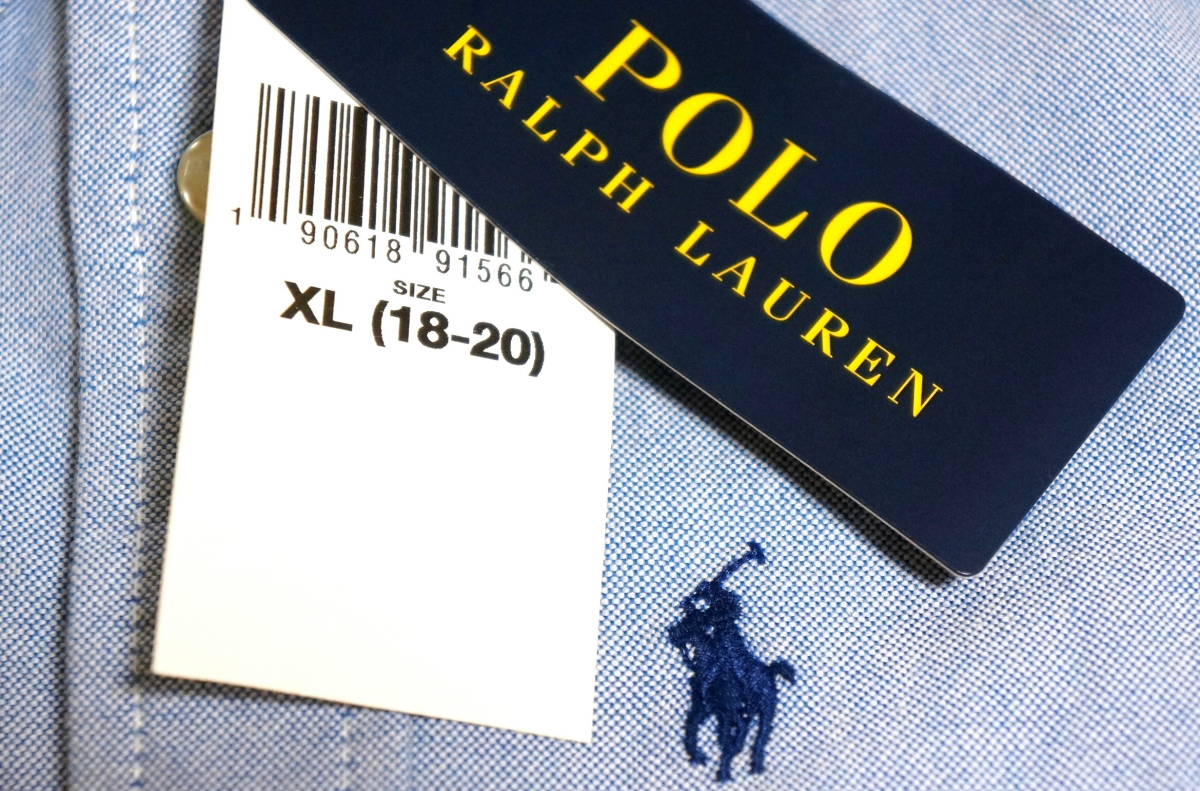 POLO
RALPH LAUREN
1 90618 91566
SIZE
XL (18-20)